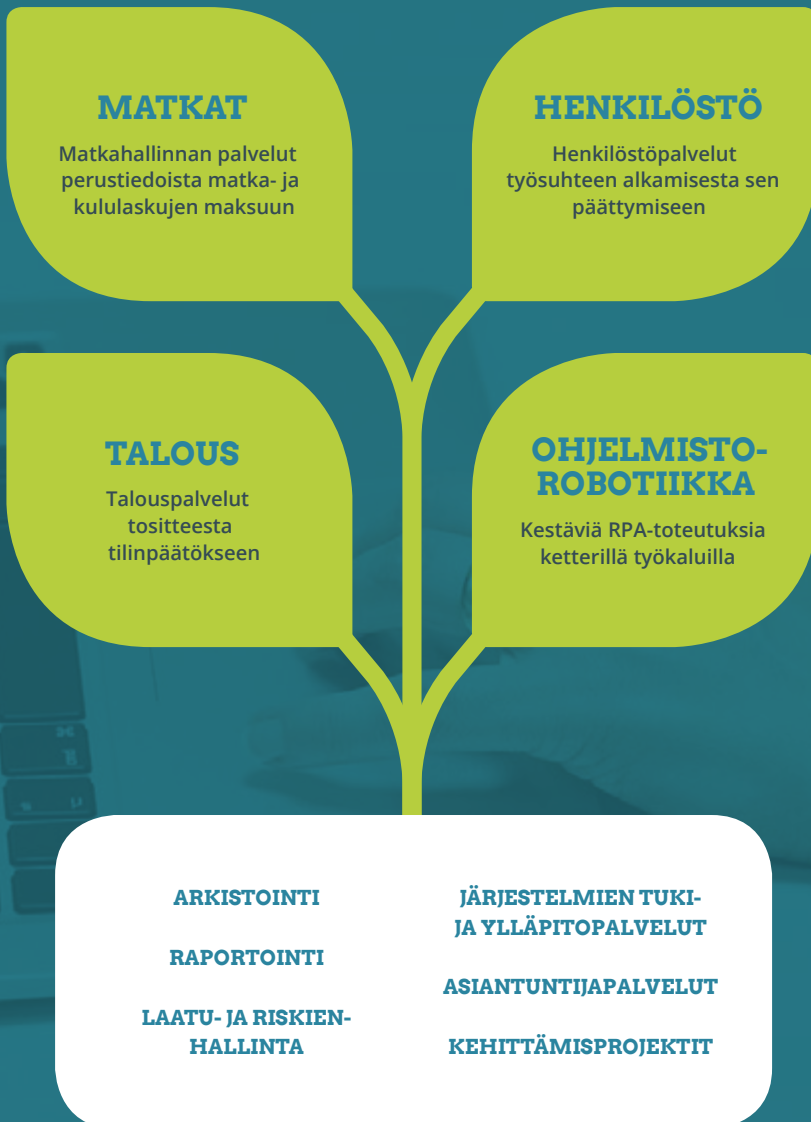 MATKAT
Matkahallinnan palvelut
perustiedoista matka- ja
kululaskujen maksuun
HENKILÖSTÖ
Henkilöstöpalvelut
työsuhteen alkamisesta sen
päättymiseen
TALOUS
Talouspalvelut
tositteesta
tilinpäätökseen
OHJELMISTO-
ROBOTIIKKA
Kestäviä RPA-toteutuksia
ketterillä työkaluilla
ARKISTOINTI
RAPORTOINTI
LAATU- JA RISKIEN-
HALLINTA
JÄRJESTELMIEN TUKI-
JA YLLÄPITOPALVELUT
ASIANTUNTIJAPALVELUT
KEHITTÄMISPROJEKTIT